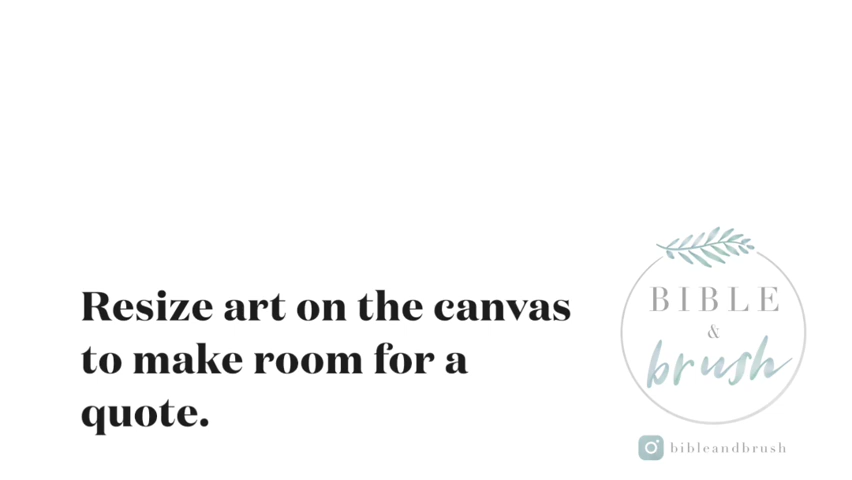 Resize art on the canvas
to make room for a
quote.
BIBLE
&
brush
bibleandbrush